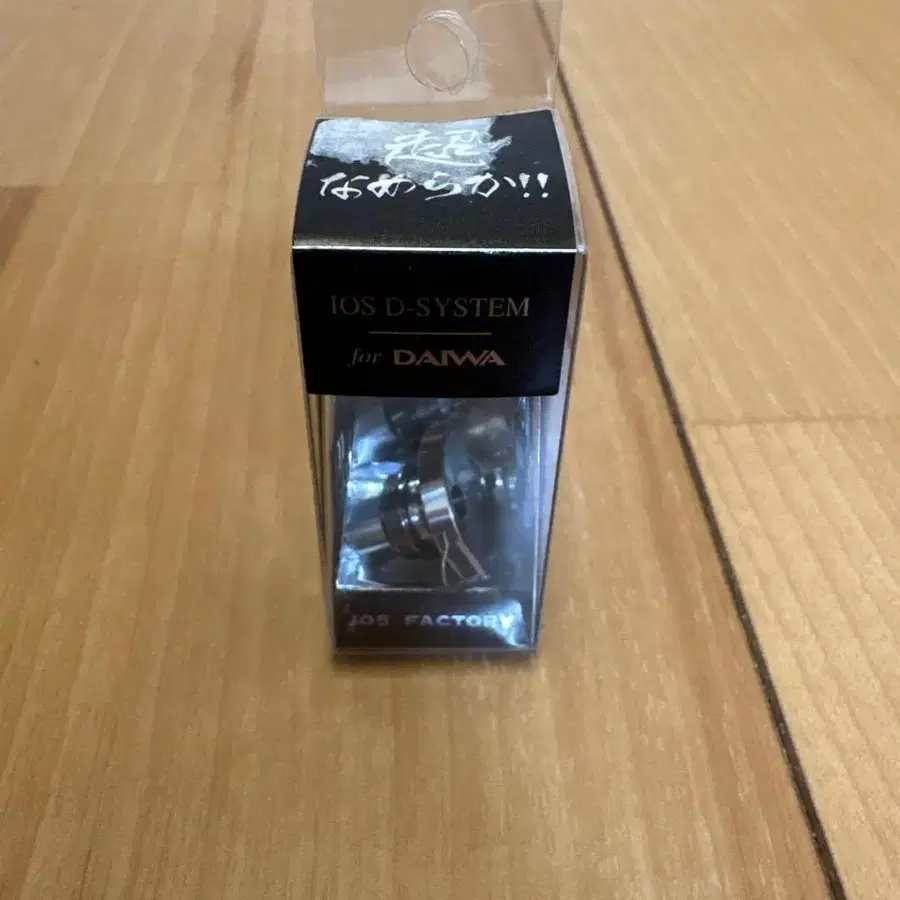 超
なめらか!!
IOS D-SYSTEM
for DAIWA
IOS FACTORY